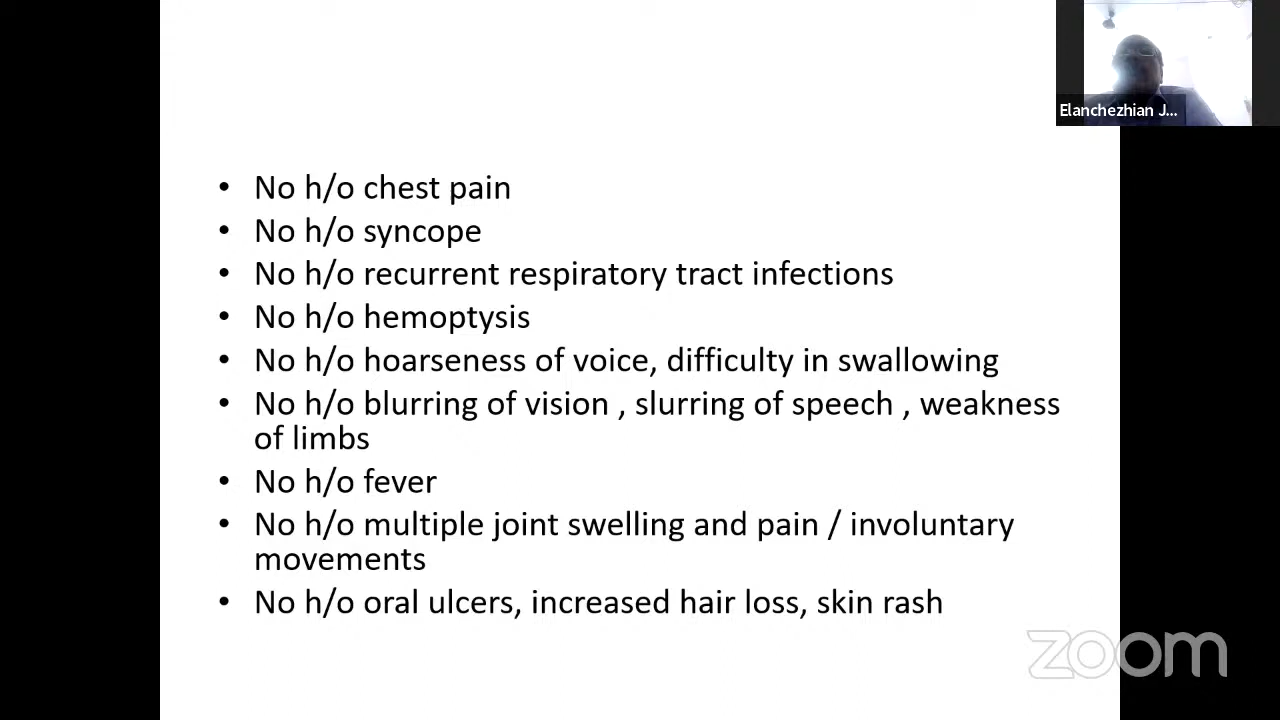 Elanchezhian J...
• No h/o chest pain
• No h/o syncope
• No h/o recurrent respiratory tract infections
• No h/o hemoptysis
• No h/o hoarseness of voice, difficulty in swallowing
• No h/o blurring of vision , slurring of speech , weakness
of limbs
• No h/o fever
• No h/o multiple joint swelling and pain / involuntary
movements
• No h/o oral ulcers, increased hair loss, skin rash
zoom